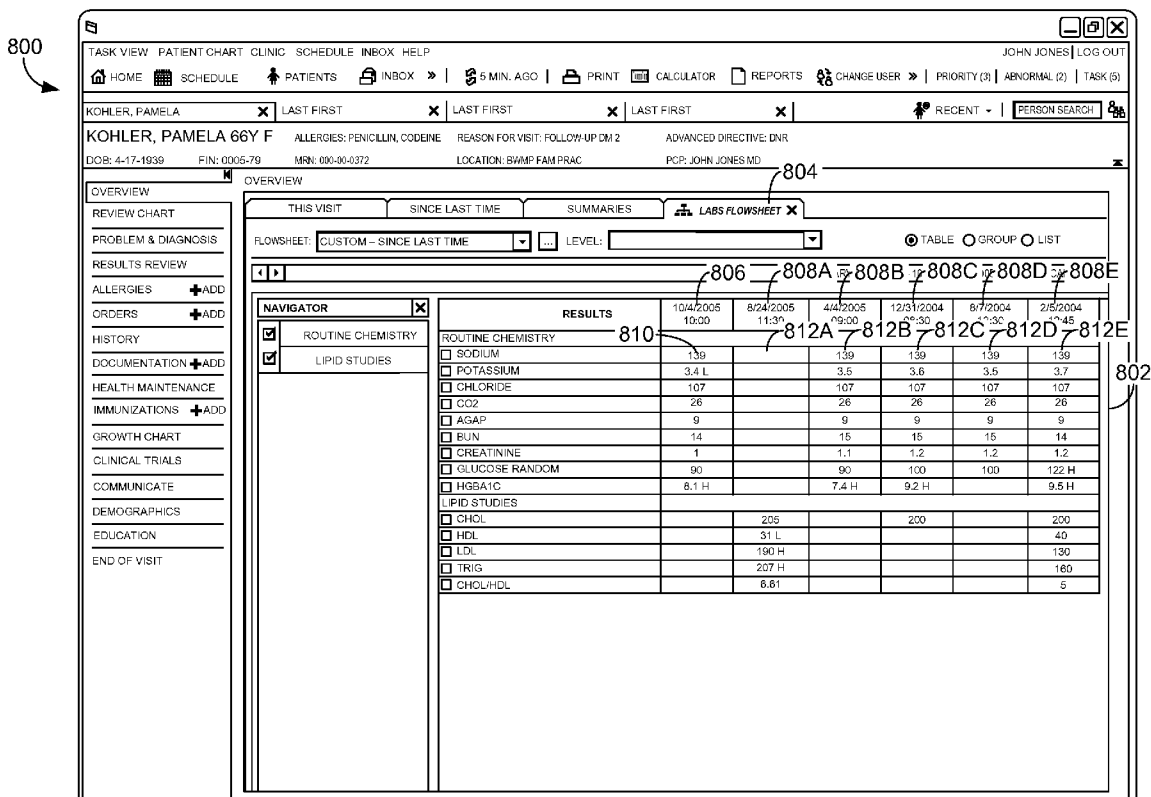 800
TASK VIEW PATIENT CHART CLINIC SCHEDULE INBOX HELP JOHN JONES | LOG OUT
HOME SCHEDULE PATIENTS INBOX » | 5 MIN. AGO | PRINT CALCULATOR REPORTS CHANGE USER » | PRIORITY (3) | ABNORMAL (2) | TASK (5)
KOHLER, PAMELA X LAST FIRST X LAST FIRST X LAST FIRST X RECENT PERSON SEARCH
KOHLER, PAMELA 66Y F ALLERGIES: PENICILLIN, CODEINE REASON FOR VISIT: FOLLOW-UP DM 2 ADVANCED DIRECTIVE: DNR
DOB: 4-17-1939 FIN: 0005-79 MRN: 000-00-0372 LOCATION: BWMP FAM PRAC PCP: JOHN JONES MD
804
OVERVIEW
REVIEW CHART
PROBLEM & DIAGNOSIS
RESULTS REVIEW
ALLERGIES +ADD
ORDERS +ADD
HISTORY
DOCUMENTATION +ADD
HEALTH MAINTENANCE
IMMUNIZATIONS +ADD
GROWTH CHART
CLINICAL TRIALS
COMMUNICATE
DEMOGRAPHICS
EDUCATION
END OF VISIT
OVERVIEW
THIS VISIT SINCE LAST TIME SUMMARIES LABS FLOWSHEET X
FLOWSHEET: CUSTOM – SINCE LAST TIME ... LEVEL: TABLE GROUP LIST
806 808A 808B 808C 808D 808E
NAVIGATOR X
ROUTINE CHEMISTRY
LIPID STUDIES
RESULTS 10/4/2005 8/24/2005 4/4/2005 12/31/2004 8/7/2004 2/5/2004
10:00 11:30 09:00
810 812A 812B 812C 812D 812E
ROUTINE CHEMISTRY
SODIUM 139 139 139 139 139
POTASSIUM 3.4 L 3.5 3.6 3.5 3.7
802
CHLORIDE 107 107 107 107 107
CO2 26 26 26 26 26
AGAP 9 9 9 9 9
BUN 14 15 15 15 14
CREATININE 1 1.1 1.2 1.2 1.2
GLUCOSE RANDOM 90 90 100 100 122 H
HGBA1C 8.1 H 7.4 H 9.2 H 9.5 H
LIPID STUDIES
CHOL 205 200 200
HDL 31 L 40
LDL 190 H 130
TRIG 207 H 160
CHOL/HDL 6.61 5